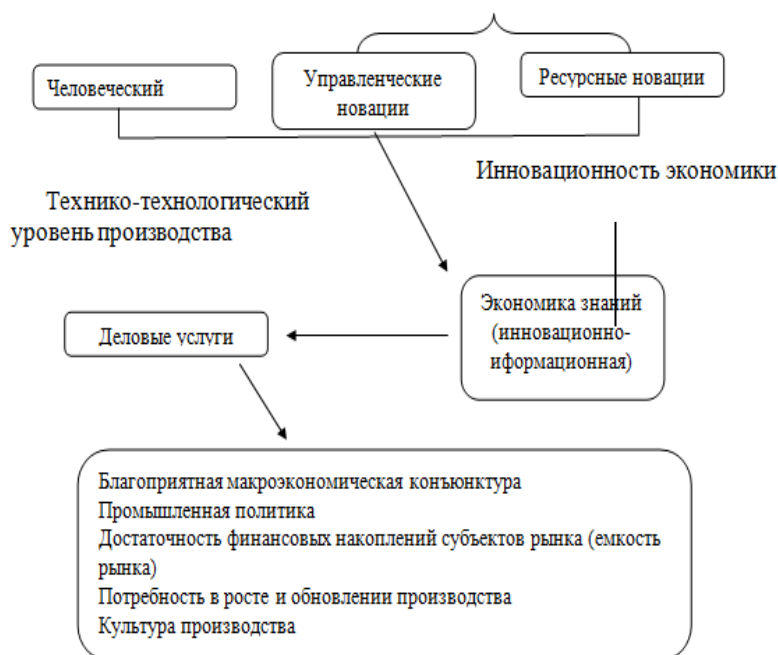 Человеческий
Управленческие
новации
Ресурсные новации
Инновационность экономики
Технико-технологический
уровень производства
Экономика знаний
(инновационно-
иформационная)
Деловые услуги
Благоприятная макроэкономическая конъюнктура
Промышленная политика
Достаточность финансовых накоплений субъектов рынка (емкость
рынка)
Потребность в росте и обновлении производства
Культура производства